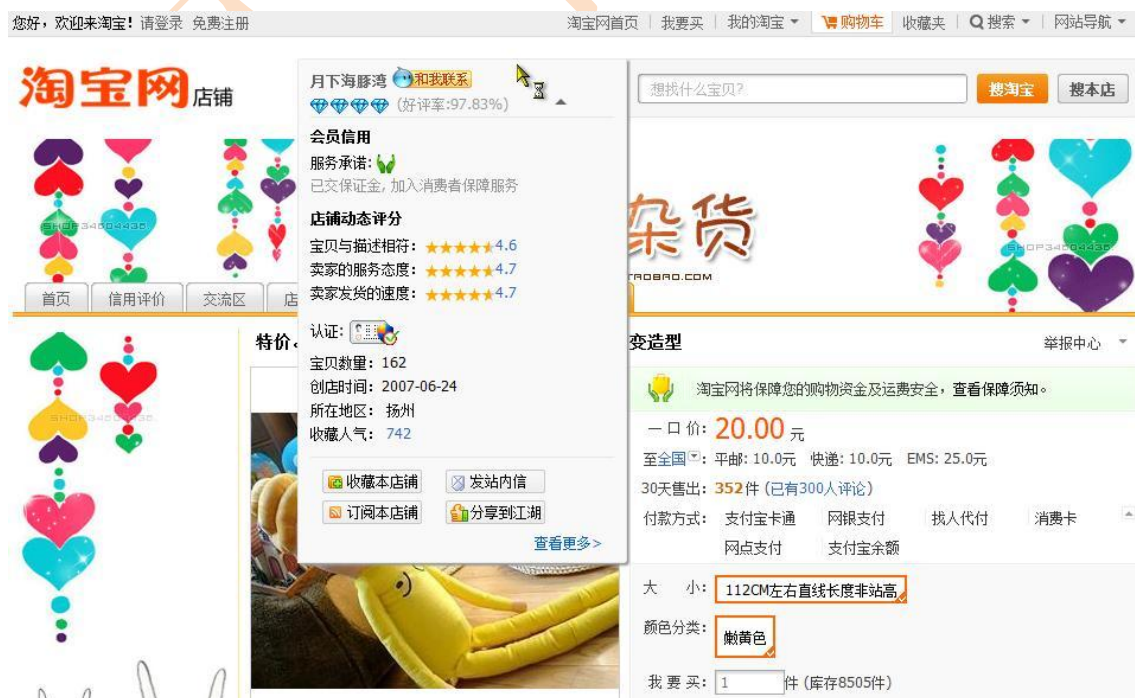 您好，欢迎来淘宝！请登录 免费注册
淘宝网首页 我要买 我的淘宝 购物车 收藏夹 搜索 网站导航
淘宝网店铺
月下海豚湾 和我联系
(好评率:97.83%)
想找什么宝贝?
搜淘宝 搜本店
会员信用
服务承诺:
已交保证金, 加入消费者保障服务
店铺动态评分
宝贝与描述相符: 4.6
卖家的服务态度: 4.7
卖家发货的速度: 4.7
认证:
宝贝数量: 162
创店时间: 2007-06-24
所在地区: 扬州
收藏人气: 742
收藏本店铺 发站内信
订阅本店铺 分享到江湖
查看更多>
杂货
TAOBAO.COM
SHOP34604436
SHOP34604436
首页 信用评价 交流区 店
SHOP34604436
特价。
变造型
举报中心
淘宝网将保障您的购物资金及运费安全，查看保障须知。
一口价: 20.00 元
至全国: 平邮: 10.0元 快递: 10.0元 EMS: 25.0元
30天售出: 352件 (已有300人评论)
付款方式: 支付宝卡通 网银支付 找人代付 消费卡
网点支付 支付宝余额
大 小: 112CM左右直线长度非站高
颜色分类: 嫩黄色
我要买: 1 件 (库存8505件)